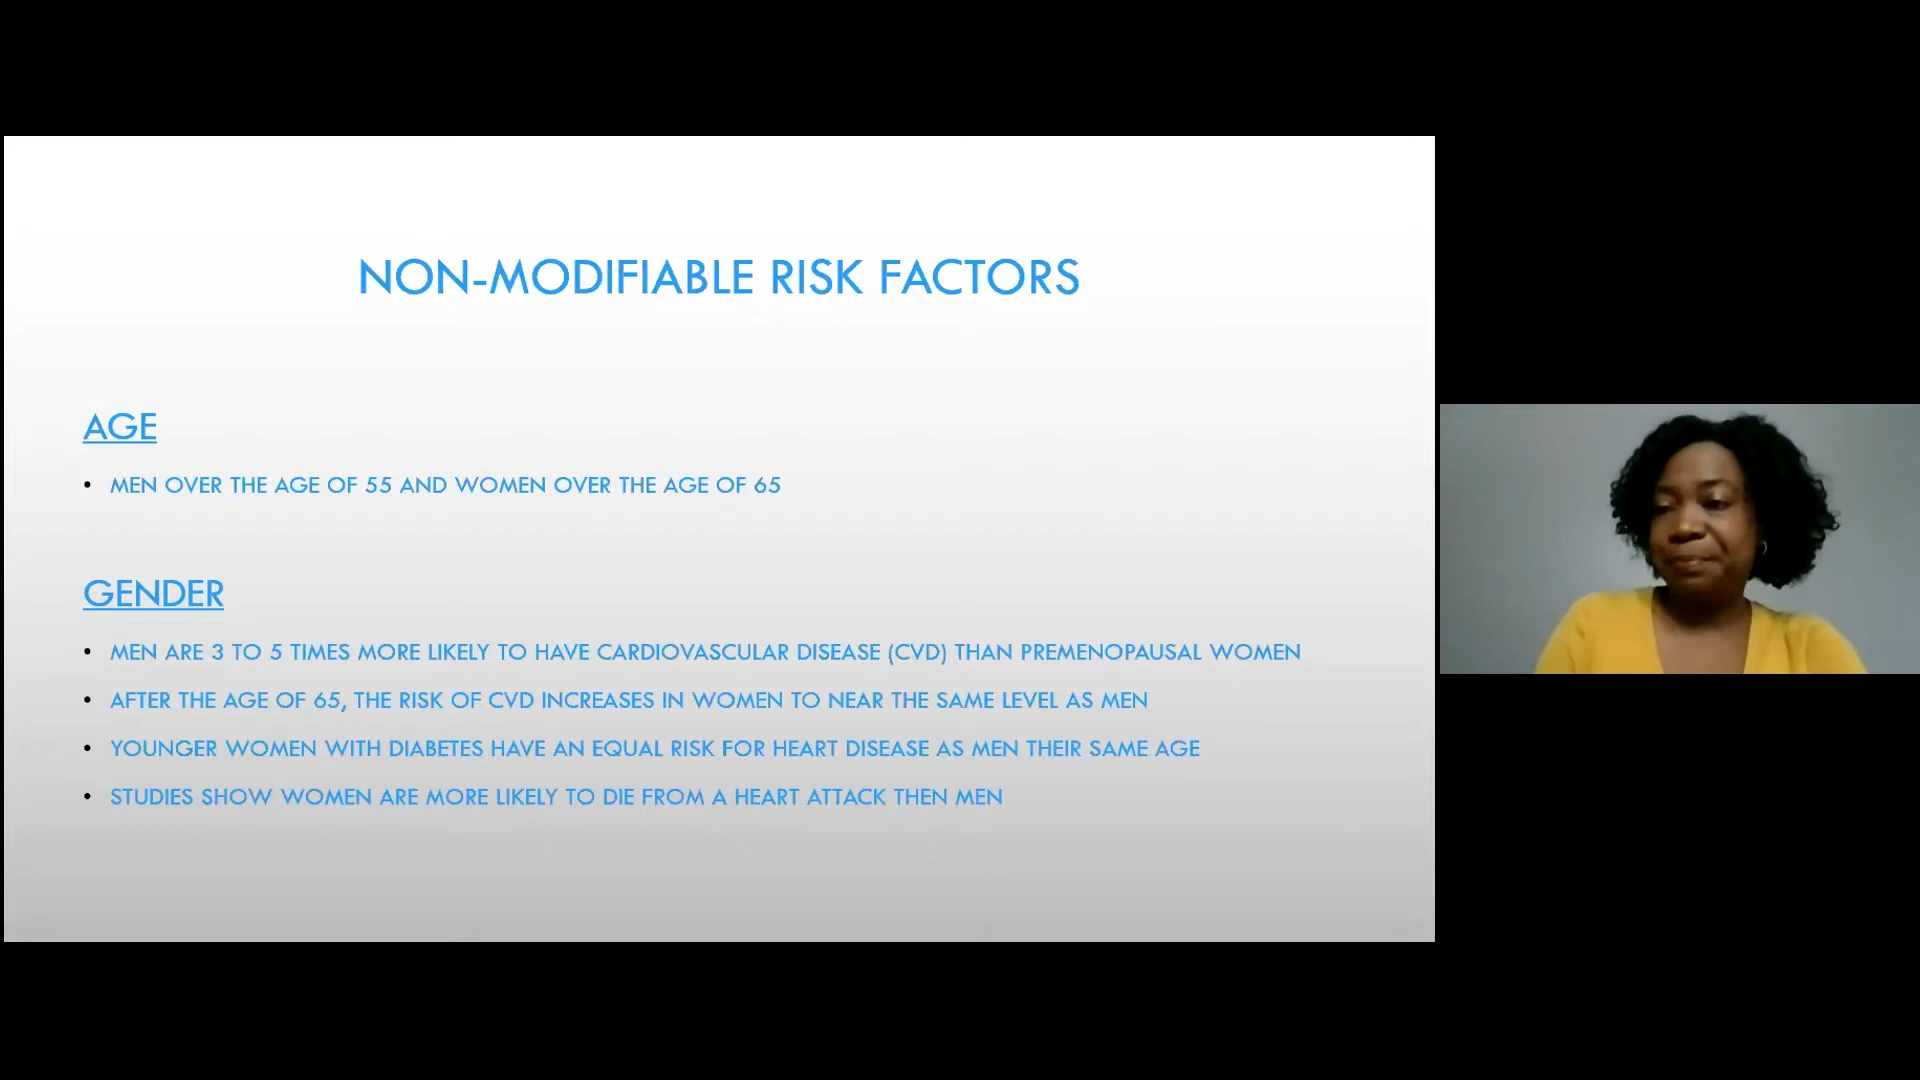 NON-MODIFIABLE RISK FACTORS
AGE
• MEN OVER THE AGE OF 55 AND WOMEN OVER THE AGE OF 65
GENDER
• MEN ARE 3 TO 5 TIMES MORE LIKELY TO HAVE CARDIOVASCULAR DISEASE (CVD) THAN PREMENOPAUSAL WOMEN
• AFTER THE AGE OF 65, THE RISK OF CVD INCREASES IN WOMEN TO NEAR THE SAME LEVEL AS MEN
• YOUNGER WOMEN WITH DIABETES HAVE AN EQUAL RISK FOR HEART DISEASE AS MEN THEIR SAME AGE
• STUDIES SHOW WOMEN ARE MORE LIKELY TO DIE FROM A HEART ATTACK THEN MEN